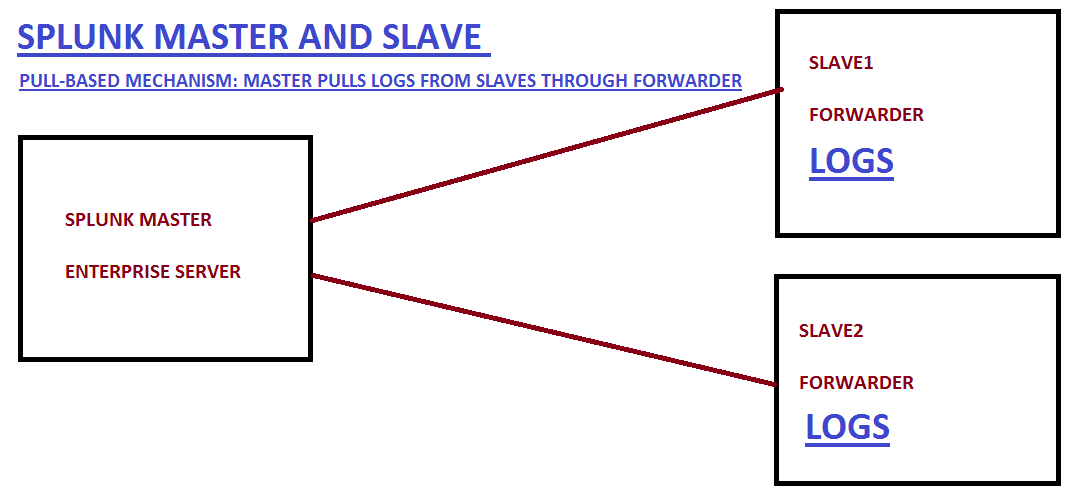 SPLUNK MASTER AND SLAVE
PULL-BASED MECHANISM: MASTER PULLS LOGS FROM SLAVES THROUGH FORWARDER
SPLUNK MASTER
ENTERPRISE SERVER
SLAVE1
FORWARDER
LOGS
SLAVE2
FORWARDER
LOGS